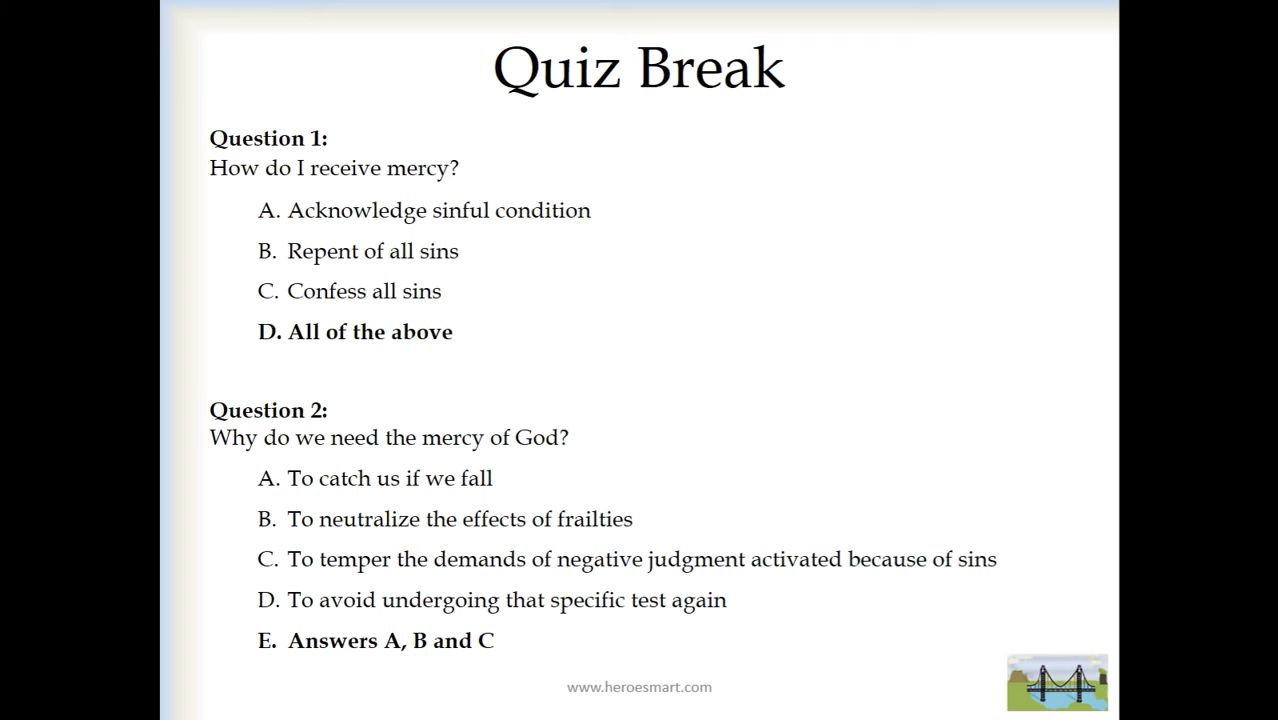 Quiz Break
Question 1:
How do I receive mercy?
A. Acknowledge sinful condition
B. Repent of all sins
C. Confess all sins
D. All of the above
Question 2:
Why do we need the mercy of God?
A. To catch us if we fall
B. To neutralize the effects of frailties
C. To temper the demands of negative judgment activated because of sins
D. To avoid undergoing that specific test again
E. Answers A, B and C
www.heroesmart.com